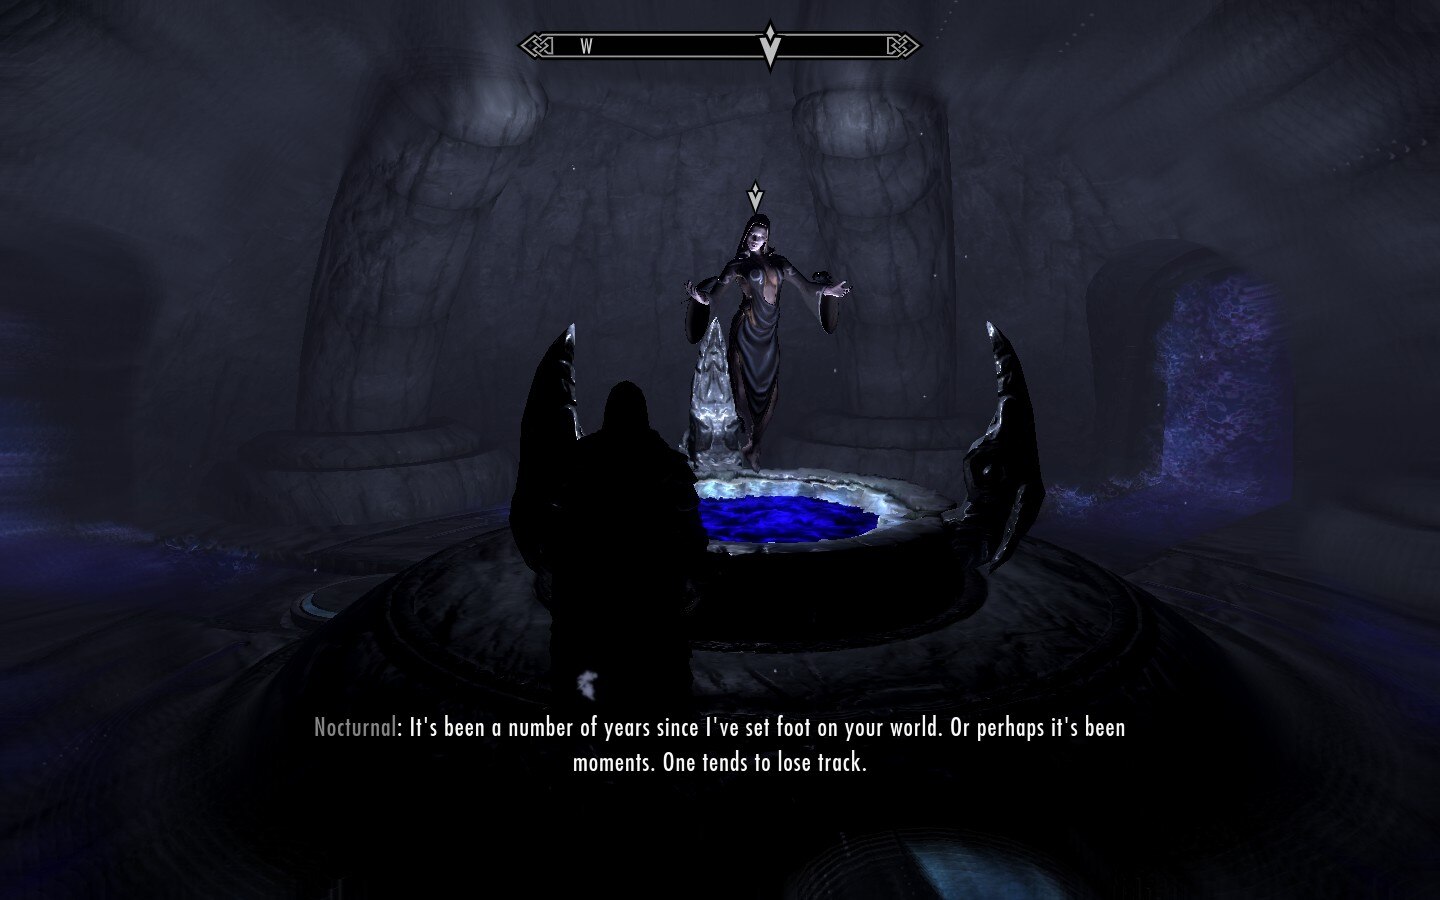 W
Nocturnal: It's been a number of years since I've set foot on your world. Or perhaps it's been
moments. One tends to lose track.